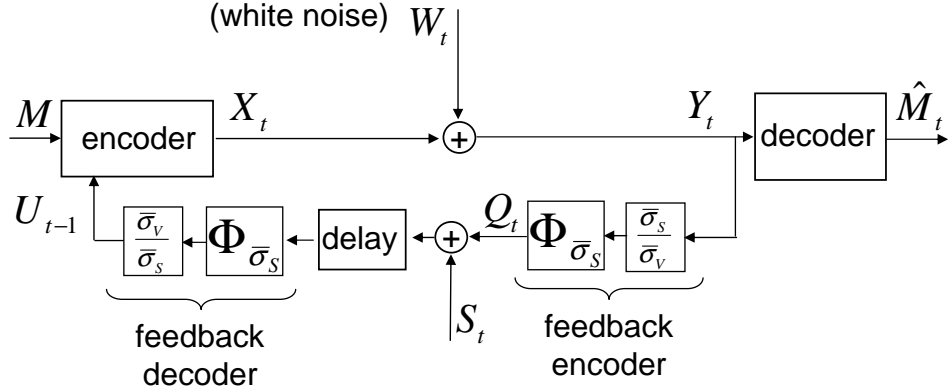 (white noise) W_t
M encoder X_t + Y_t decoder M̂_t
U_{t−1} σ̄_V / σ̄_S Φ_{σ̄_S} delay + Q_t Φ_{σ̄_S} σ̄_S / σ̄_V
S_t
feedback
decoder
feedback
encoder